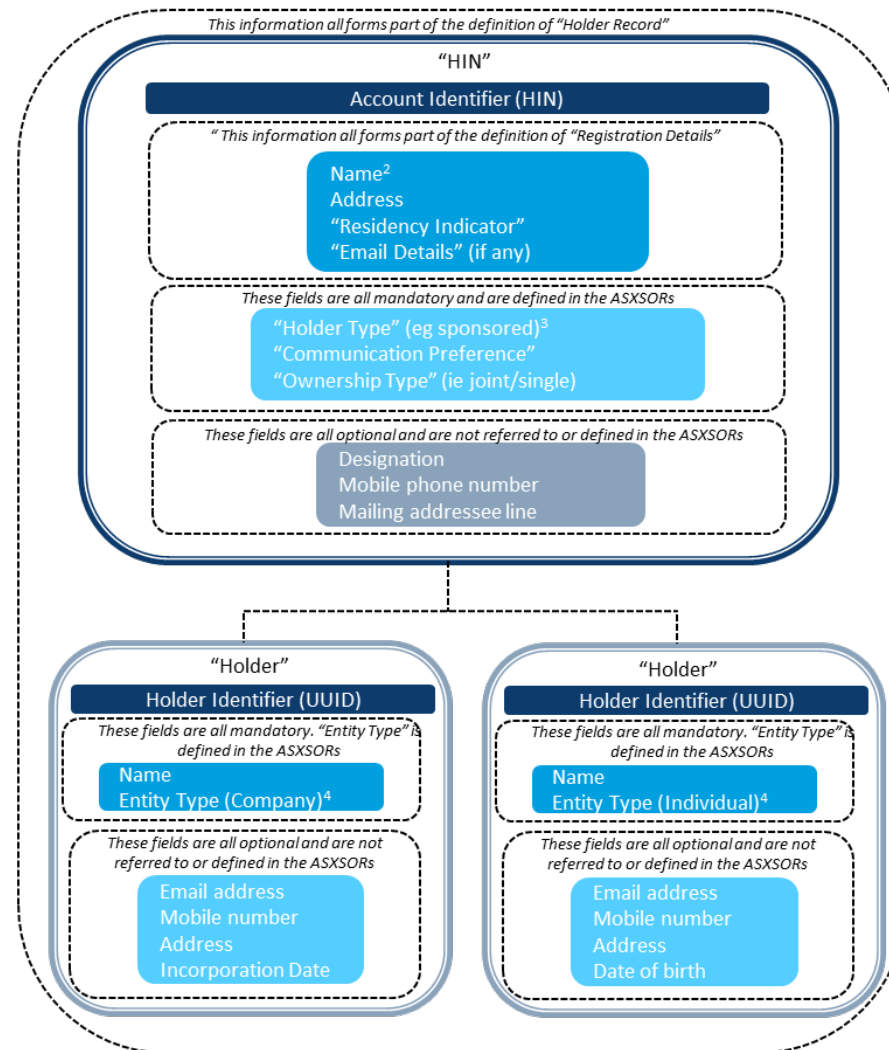 This information all forms part of the definition of “Holder Record”
“HIN”
Account Identifier (HIN)
“ This information all forms part of the definition of “Registration Details”
Name²
Address
“Residency Indicator”
“Email Details” (if any)
These fields are all mandatory and are defined in the ASXSORs
“Holder Type” (eg sponsored)³
“Communication Preference”
“Ownership Type” (ie joint/single)
These fields are all optional and are not referred to or defined in the ASXSORs
Designation
Mobile phone number
Mailing addressee line
“Holder”
Holder Identifier (UUID)
These fields are all mandatory. “Entity Type” is
defined in the ASXSORs
Name
Entity Type (Company)⁴
These fields are all optional and are not
referred to or defined in the ASXSORs
Email address
Mobile number
Address
Incorporation Date
“Holder”
Holder Identifier (UUID)
These fields are all mandatory. “Entity Type” is
defined in the ASXSORs
Name
Entity Type (Individual)⁴
These fields are all optional and are not
referred to or defined in the ASXSORs
Email address
Mobile number
Address
Date of birth